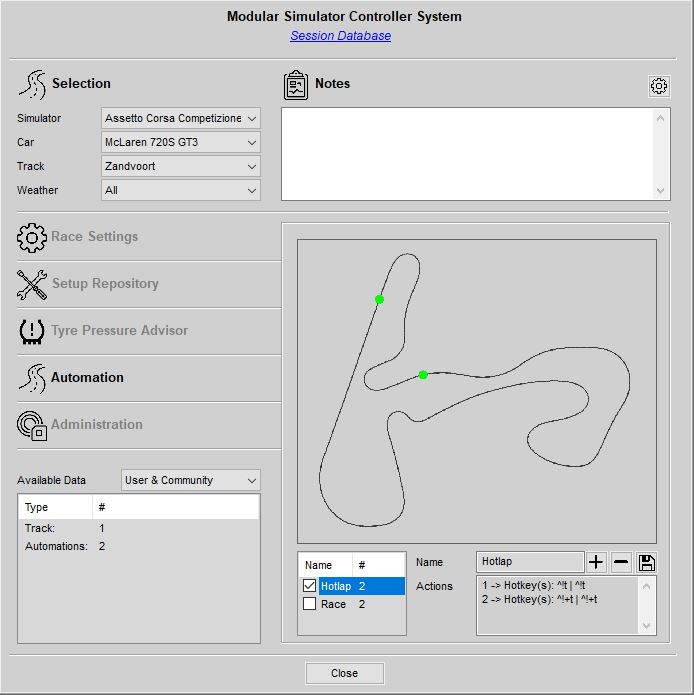 Modular Simulator Controller System
Session Database
Selection
Notes
Simulator Assetto Corsa Competizione
Car McLaren 720S GT3
Track Zandvoort
Weather All
Race Settings
Setup Repository
Tyre Pressure Advisor
Automation
Administration
Available Data User & Community
Type #
Track: 1
Automations: 2
Name #
Hotlap 2
Race 2
Name Hotlap
Actions 1 -> Hotkey(s): ^!t | ^!t
2 -> Hotkey(s): ^!+t | ^!+t
Close